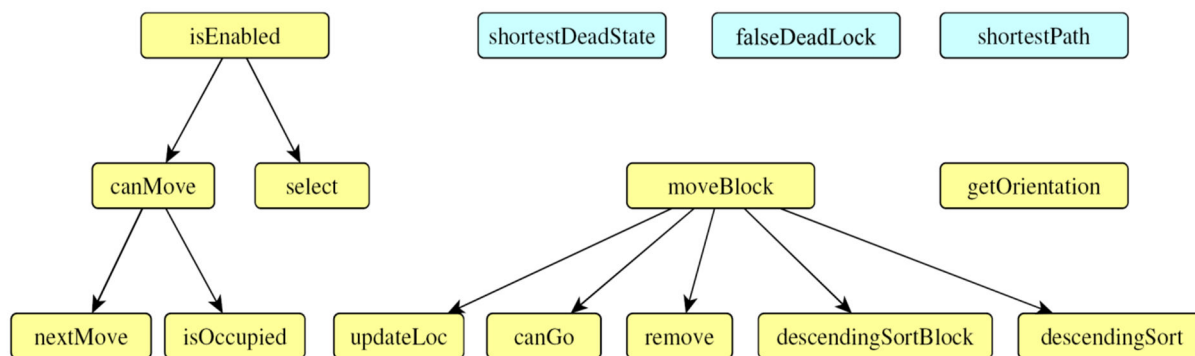 isEnabled
shortestDeadState
falseDeadLock
shortestPath
canMove
select
moveBlock
getOrientation
nextMove
isOccupied
updateLoc
canGo
remove
descendingSortBlock
descendingSort